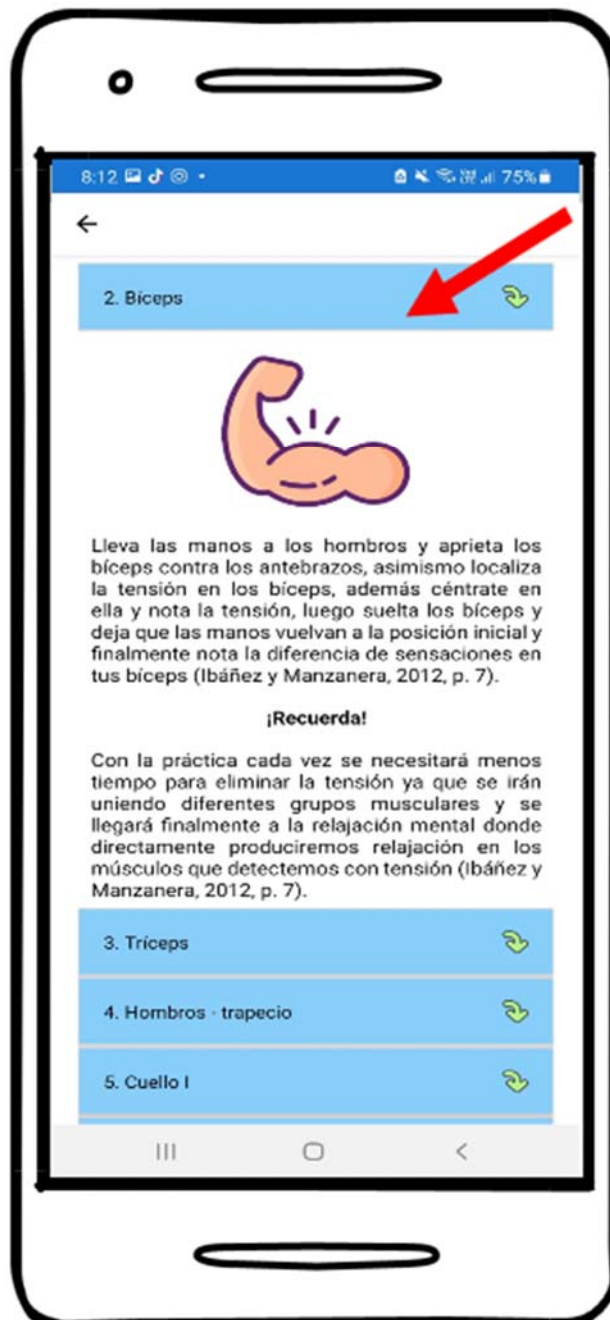 8:12
75%
2. Bíceps
Lleva las manos a los hombros y aprieta los
bíceps contra los antebrazos, asimismo localiza
la tensión en los bíceps, además céntrate en
ella y nota la tensión, luego suelta los bíceps y
deja que las manos vuelvan a la posición inicial y
finalmente nota la diferencia de sensaciones en
tus bíceps (Ibáñez y Manzanera, 2012, p. 7).
¡Recuerda!
Con la práctica cada vez se necesitará menos
tiempo para eliminar la tensión ya que se irán
uniendo diferentes grupos musculares y se
llegará finalmente a la relajación mental donde
directamente produciremos relajación en los
músculos que detectemos con tensión (Ibáñez y
Manzanera, 2012, p. 7).
3. Tríceps
4. Hombros - trapecio
5. Cuello I